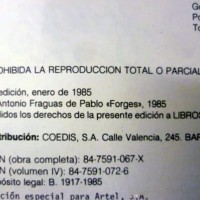 Ge
Po
To
OHIBIDA LA REPRODUCCION TOTAL O PARCIAL
edición, enero de 1985
Antonio Fraguas de Pablo «Forges», 1985
idos los derechos de la presente edición a LIBROS
tribución: COEDIS, S.A. Calle Valencia, 245. BAR
N (obra completa): 84-7591-067-X
N (volumen IV): 84-7591-072-6
pósito legal: B. 1917-1985
ción especial para Artel, J.M.